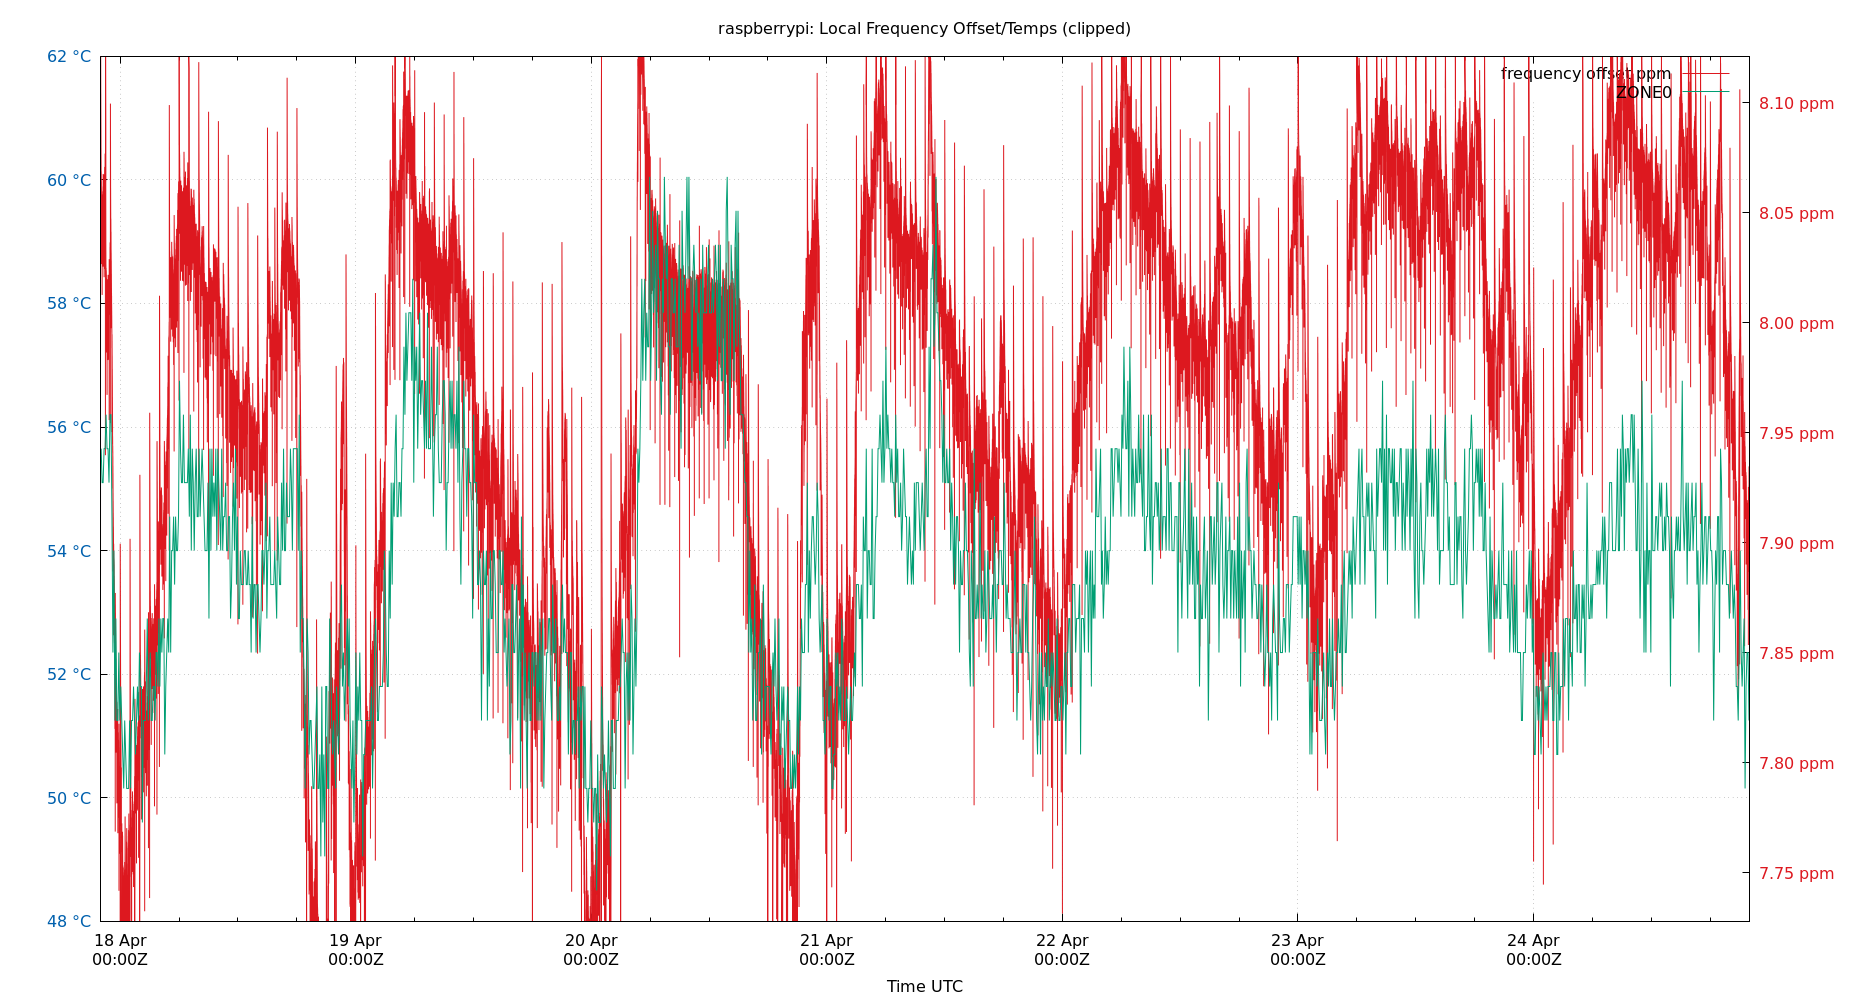 raspberrypi: Local Frequency Offset/Temps (clipped)
62 °C
60 °C
58 °C
56 °C
54 °C
52 °C
50 °C
48 °C
frequency offset ppm
ZONE0
8.10 ppm
8.05 ppm
8.00 ppm
7.95 ppm
7.90 ppm
7.85 ppm
7.80 ppm
7.75 ppm
18 Apr
00:00Z
19 Apr
00:00Z
20 Apr
00:00Z
21 Apr
00:00Z
22 Apr
00:00Z
23 Apr
00:00Z
24 Apr
00:00Z
Time UTC